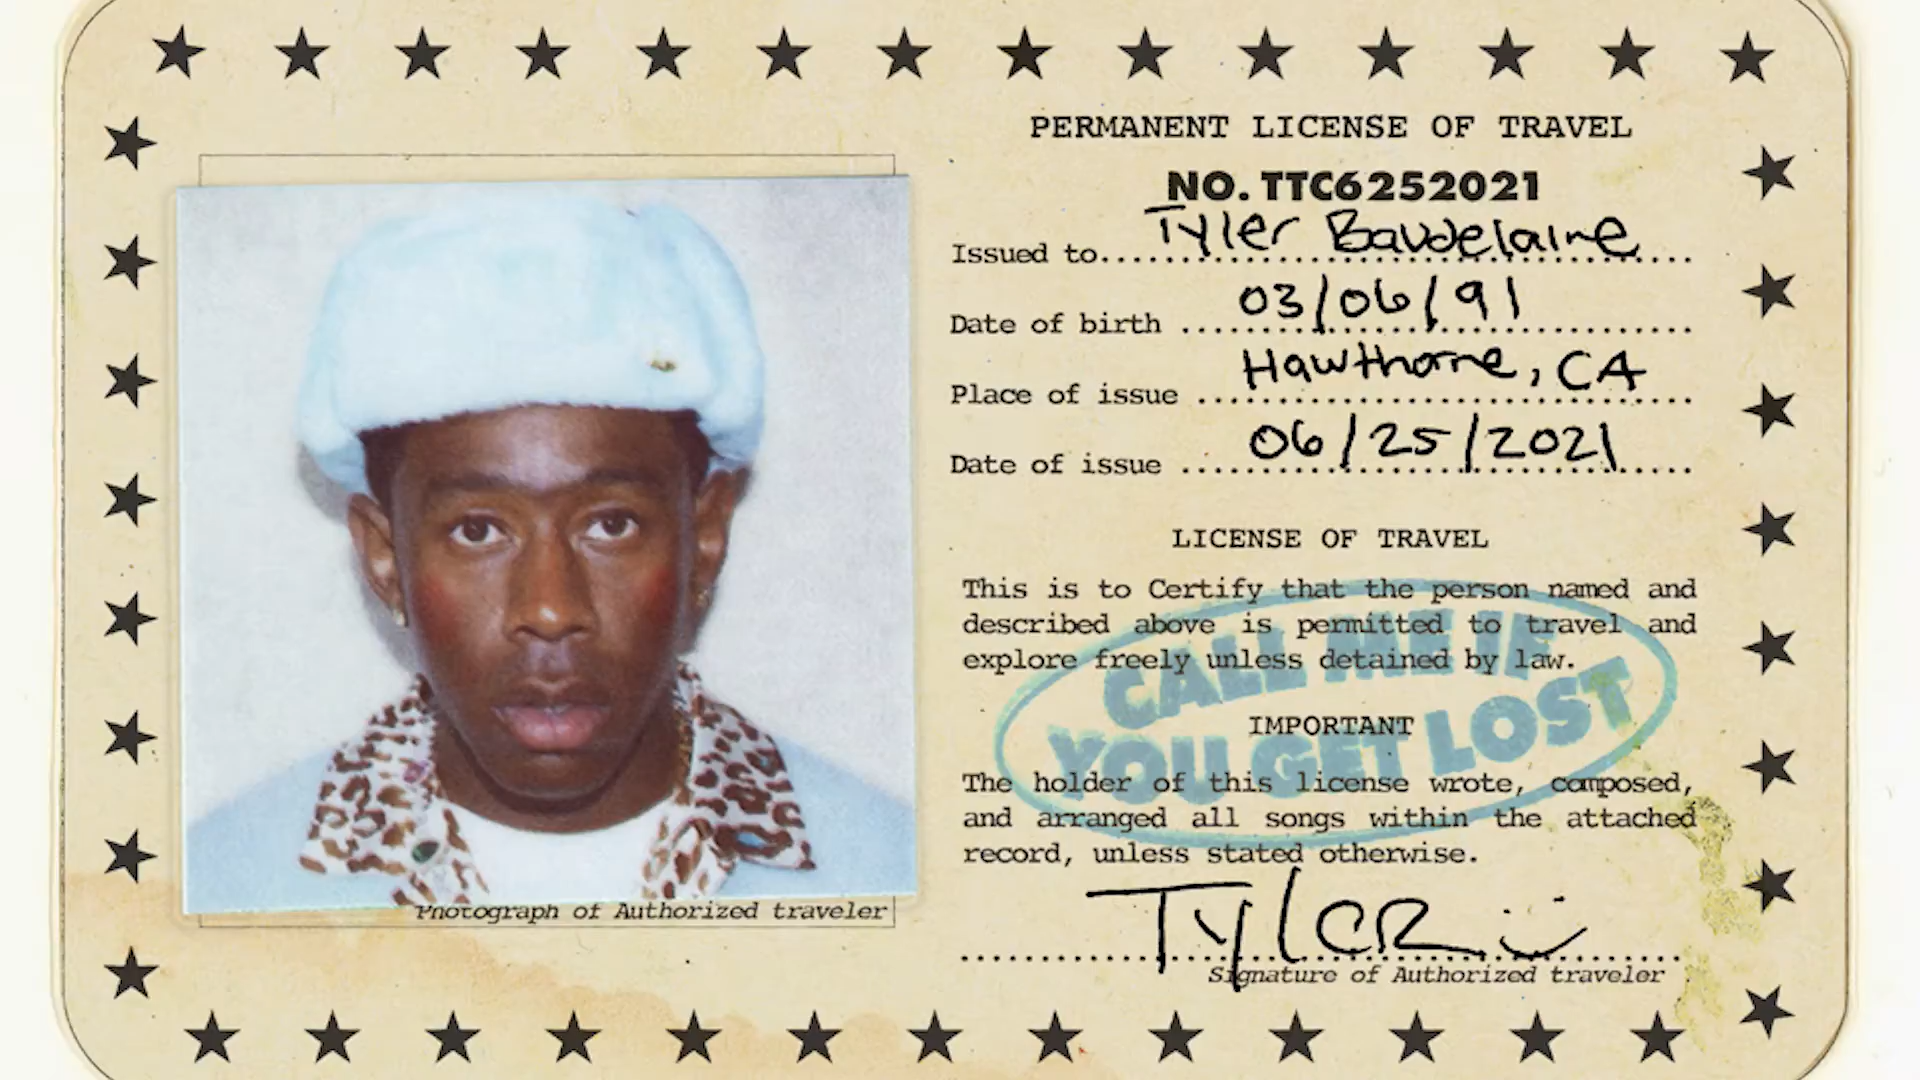 PERMANENT LICENSE OF TRAVEL
NO. TTC6252021
Issued to Tyler Baudelaire
Date of birth 03/06/91
Place of issue Hawthorne, CA
Date of issue 06/25/2021
LICENSE OF TRAVEL
This is to Certify that the person named and
described above is permitted to travel and
explore freely unless detained by law.
CALL ME IF
YOU GET LOST
IMPORTANT
The holder of this license wrote, composed,
and arranged all songs within the attached
record, unless stated otherwise.
TYLER
Signature of Authorized traveler
Photograph of Authorized traveler